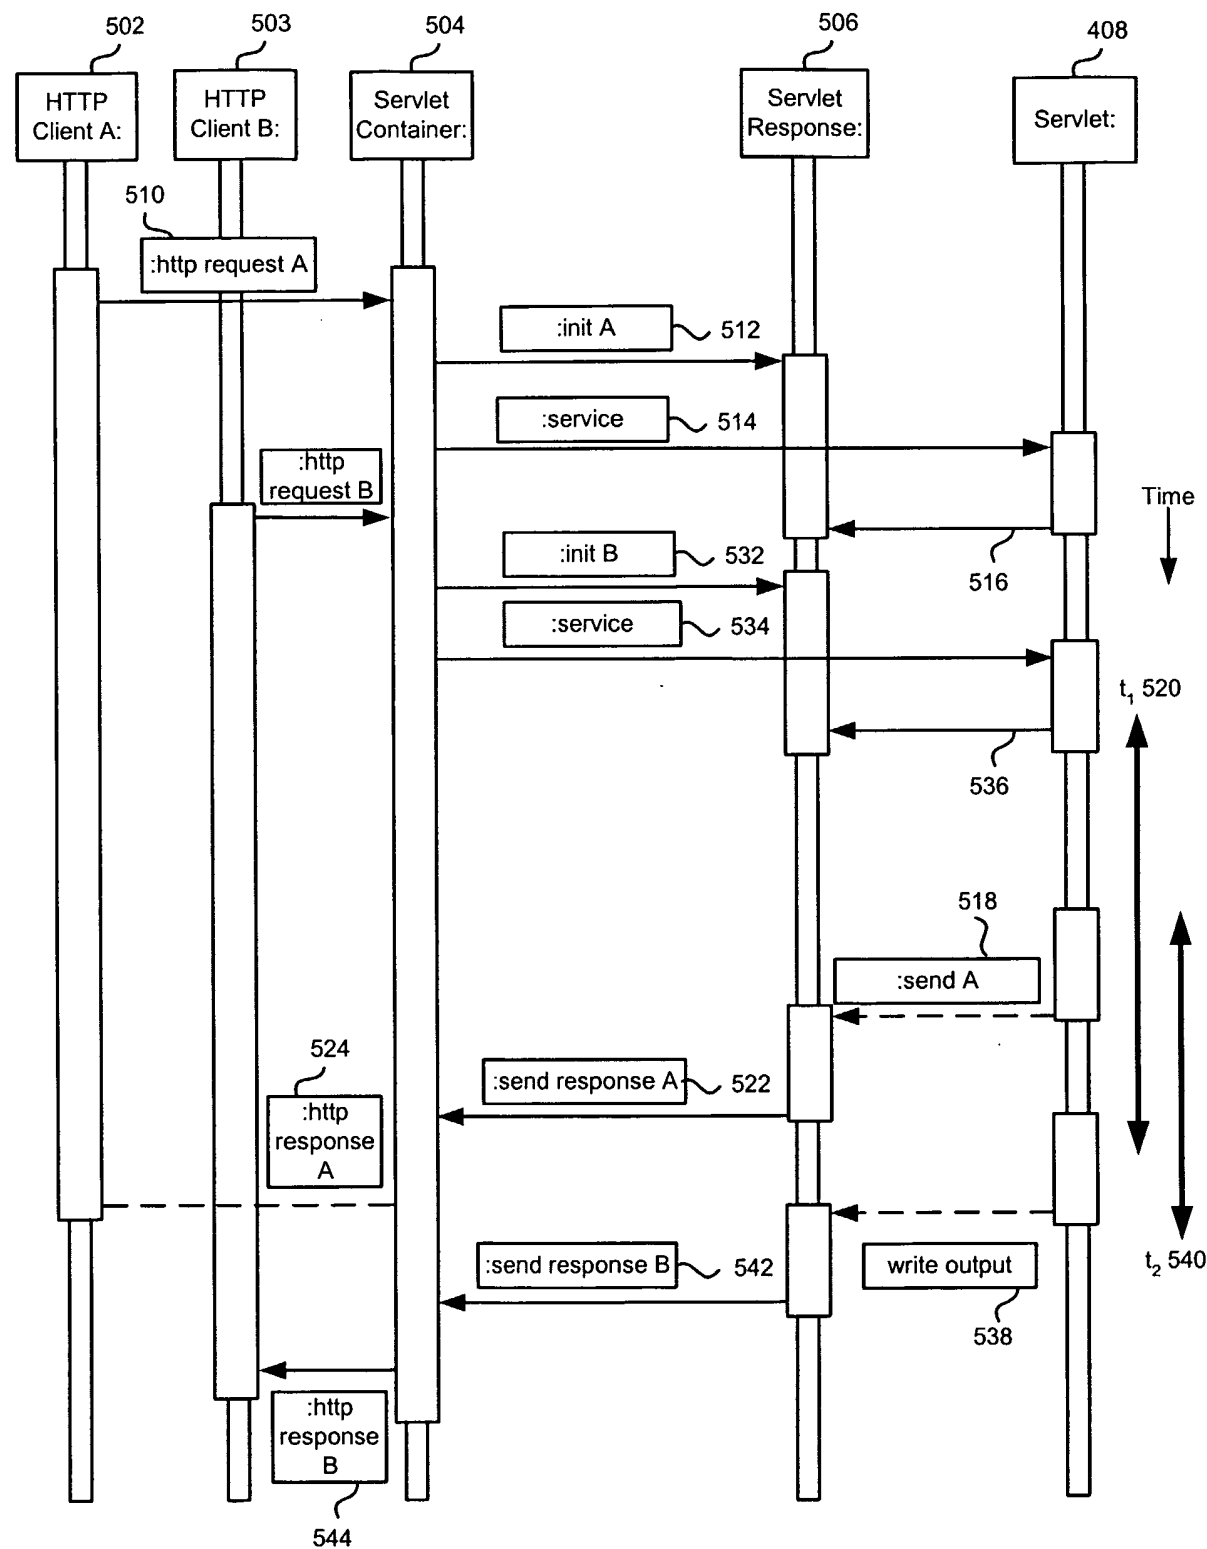 502
503
504
506
408
HTTP
Client A:
HTTP
Client B:
Servlet
Container:
Servlet
Response:
Servlet:
510
:http request A
:init A
512
:service
514
:http
request B
Time
:init B
532
516
:service
534
t1 520
536
518
:send A
524
:send response A
522
:http
response
A
:send response B
542
write output
t2 540
538
:http
response
B
544